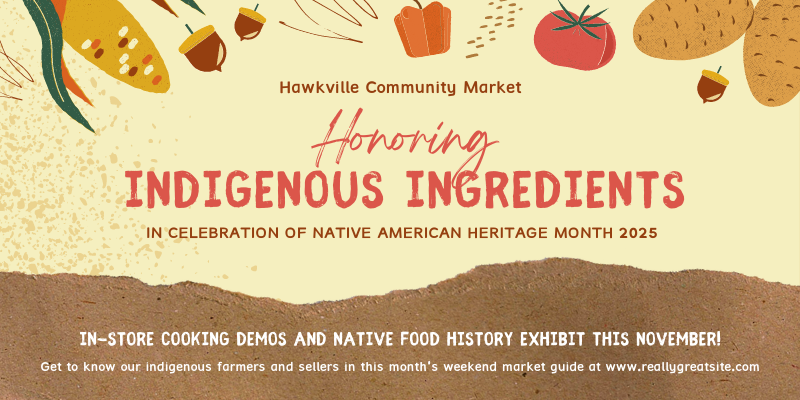 Hawkville Community Market
Honoring
INDIGENOUS INGREDIENTS
IN CELEBRATION OF NATIVE AMERICAN HERITAGE MONTH 2025
IN-STORE COOKING DEMOS AND NATIVE FOOD HISTORY EXHIBIT THIS NOVEMBER!
Get to know our indigenous farmers and sellers in this month's weekend market guide at www.reallygreatsite.com